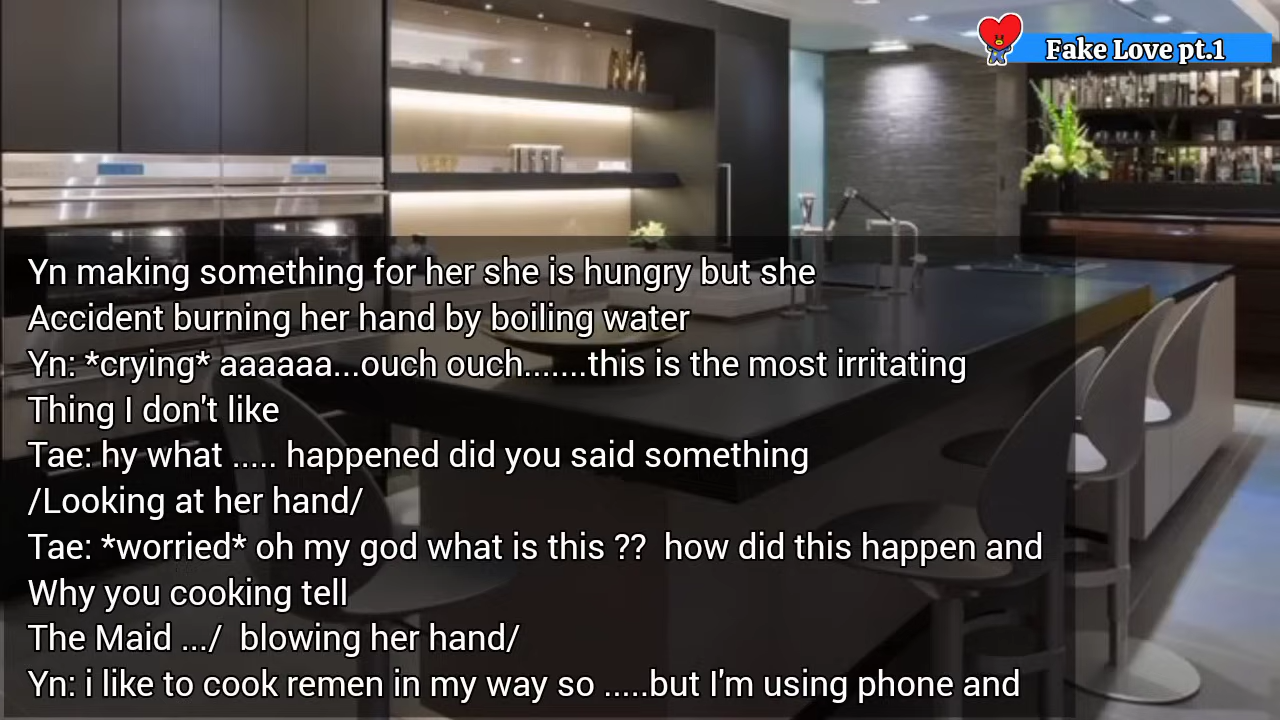 Fake Love pt.1
Yn making something for her she is hungry but she
Accident burning her hand by boiling water
Yn: *crying* aaaaaa...ouch ouch.......this is the most irritating
Thing I don't like
Tae: hy what ..... happened did you said something
/Looking at her hand/
Tae: *worried* oh my god what is this ??  how did this happen and
Why you cooking tell
The Maid .../  blowing her hand/
Yn: i like to cook remen in my way so .....but I'm using phone and